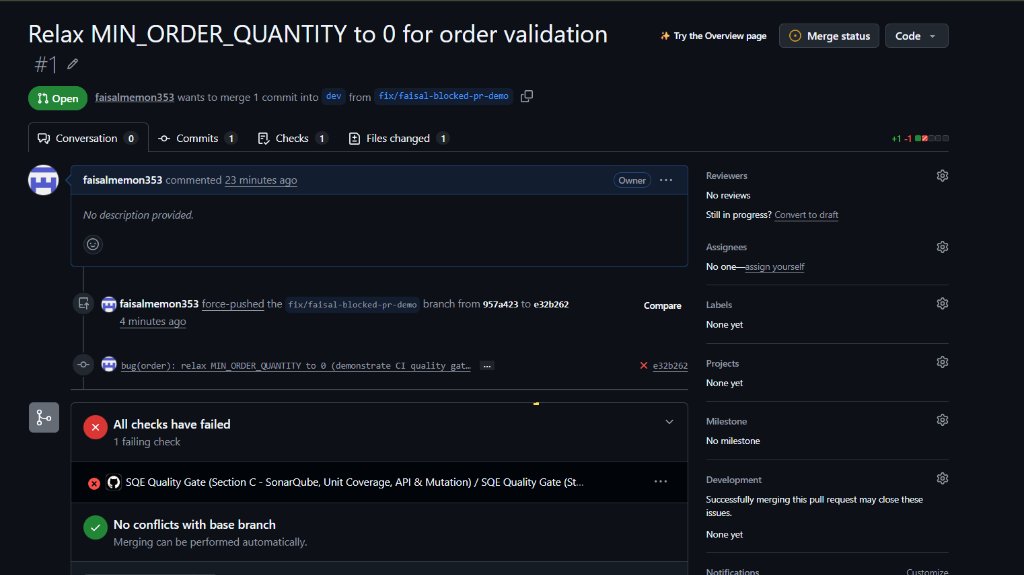 Relax MIN_ORDER_QUANTITY to 0 for order validation
#1
Try the Overview page
Merge status
Code
Open
faisalmemon353 wants to merge 1 commit into dev from fix/faisal-blocked-pr-demo
Conversation 0
Commits 1
Checks 1
Files changed 1
+1 -1
faisalmemon353 commented 23 minutes ago
Owner
No description provided.
faisalmemon353 force-pushed the fix/faisal-blocked-pr-demo branch from 957a423 to e32b262
4 minutes ago
Compare
bug(order): relax MIN_ORDER_QUANTITY to 0 (demonstrate CI quality gat…
e32b262
All checks have failed
1 failing check
SQE Quality Gate (Section C - SonarQube, Unit Coverage, API & Mutation) / SQE Quality Gate (St...
No conflicts with base branch
Merging can be performed automatically.
Reviewers
No reviews
Still in progress? Convert to draft
Assignees
No one—assign yourself
Labels
None yet
Projects
None yet
Milestone
No milestone
Development
Successfully merging this pull request may close these
issues.
None yet
Notifications
Customize